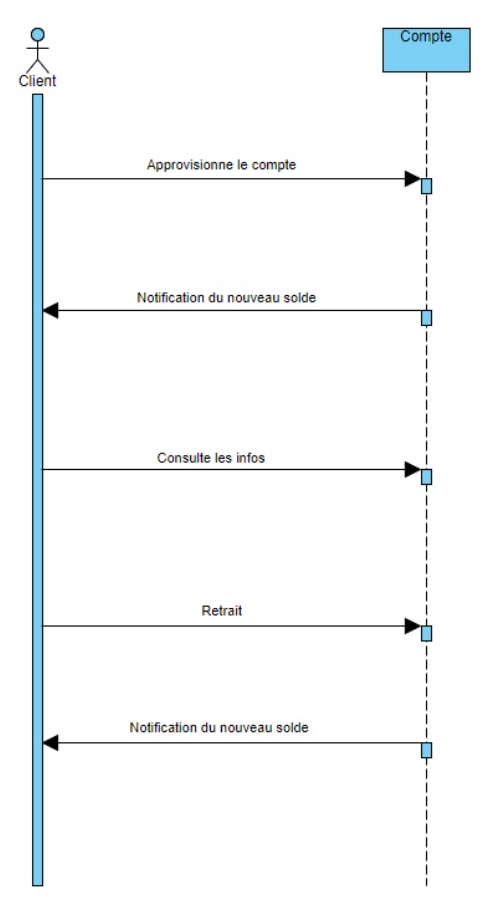 Compte
Client
Approvisionne le compte
Notification du nouveau solde
Consulte les infos
Retrait
Notification du nouveau solde